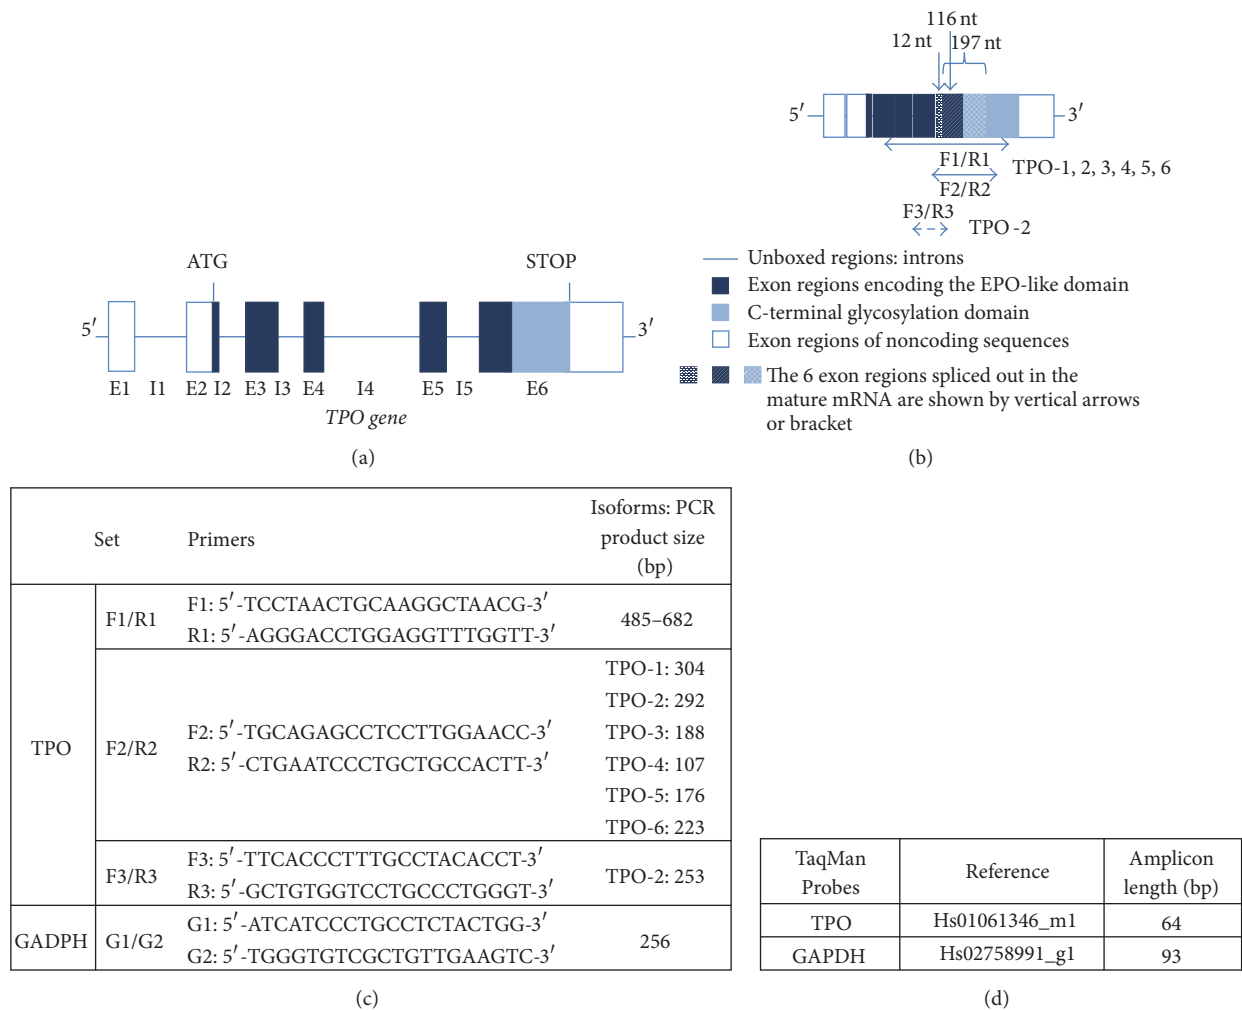 116 nt
12 nt
197 nt
5′
3′
F1/R1
TPO-1, 2, 3, 4, 5, 6
F2/R2
F3/R3
TPO -2
ATG
STOP
5′
3′
E1 I1 E2 I2 E3 I3 E4 I4 E5 I5 E6
TPO gene
(a)
Unboxed regions: introns
Exon regions encoding the EPO-like domain
C-terminal glycosylation domain
Exon regions of noncoding sequences
The 6 exon regions spliced out in the
mature mRNA are shown by vertical arrows
or bracket
(b)
Set
Primers
Isoforms: PCR
product size
(bp)
TPO
F1/R1
F1: 5′-TCCTAACTGCAAGGCTAACG-3′
R1: 5′-AGGGACCTGGAGGTTTGGTT-3′
485–682
F2/R2
F2: 5′-TGCAGAGCCTCCTTGGAACC-3′
R2: 5′-CTGAATCCCTGCTGCCACTT-3′
TPO-1: 304
TPO-2: 292
TPO-3: 188
TPO-4: 107
TPO-5: 176
TPO-6: 223
F3/R3
F3: 5′-TTCACCCTTTGCCTACACCT-3′
R3: 5′-GCTGTGGTCCTGCCCTGGGT-3′
TPO-2: 253
GADPH
G1/G2
G1: 5′-ATCATCCCTGCCTCTACTGG-3′
G2: 5′-TGGGTGTCGCTGTTGAAGTC-3′
256
(c)
TaqMan
Probes
Reference
Amplicon
length (bp)
TPO
Hs01061346_m1
64
GAPDH
Hs02758991_g1
93
(d)